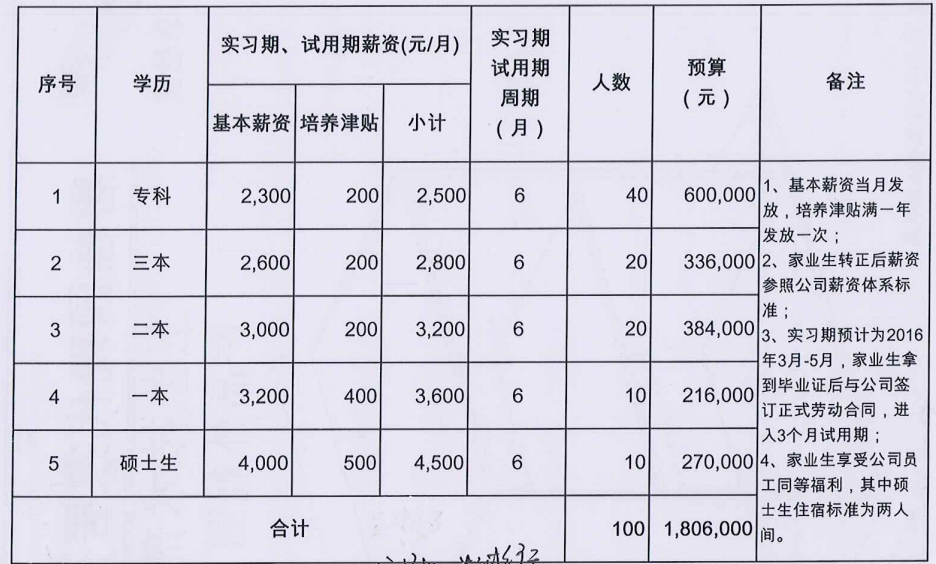 序号 学历 实习期、试用期薪资(元/月) 实习期试用期周期(月) 人数 预算(元) 备注
基本薪资 培养津贴 小计
1 专科 2,300 200 2,500 6 40 600,000
2 三本 2,600 200 2,800 6 20 336,000
3 二本 3,000 200 3,200 6 20 384,000
4 一本 3,200 400 3,600 6 10 216,000
5 硕士生 4,000 500 4,500 6 10 270,000
合计 100 1,806,000
1、基本薪资当月发
放,培养津贴满一年
发放一次;
2、家业生转正后薪资
参照公司薪资体系标
准;
3、实习期预计为2016
年3月-5月,家业生拿
到毕业证后与公司签
订正式劳动合同,进
入3个月试用期;
4、家业生享受公司员
工同等福利,其中硕
士生住宿标准为两人
间。